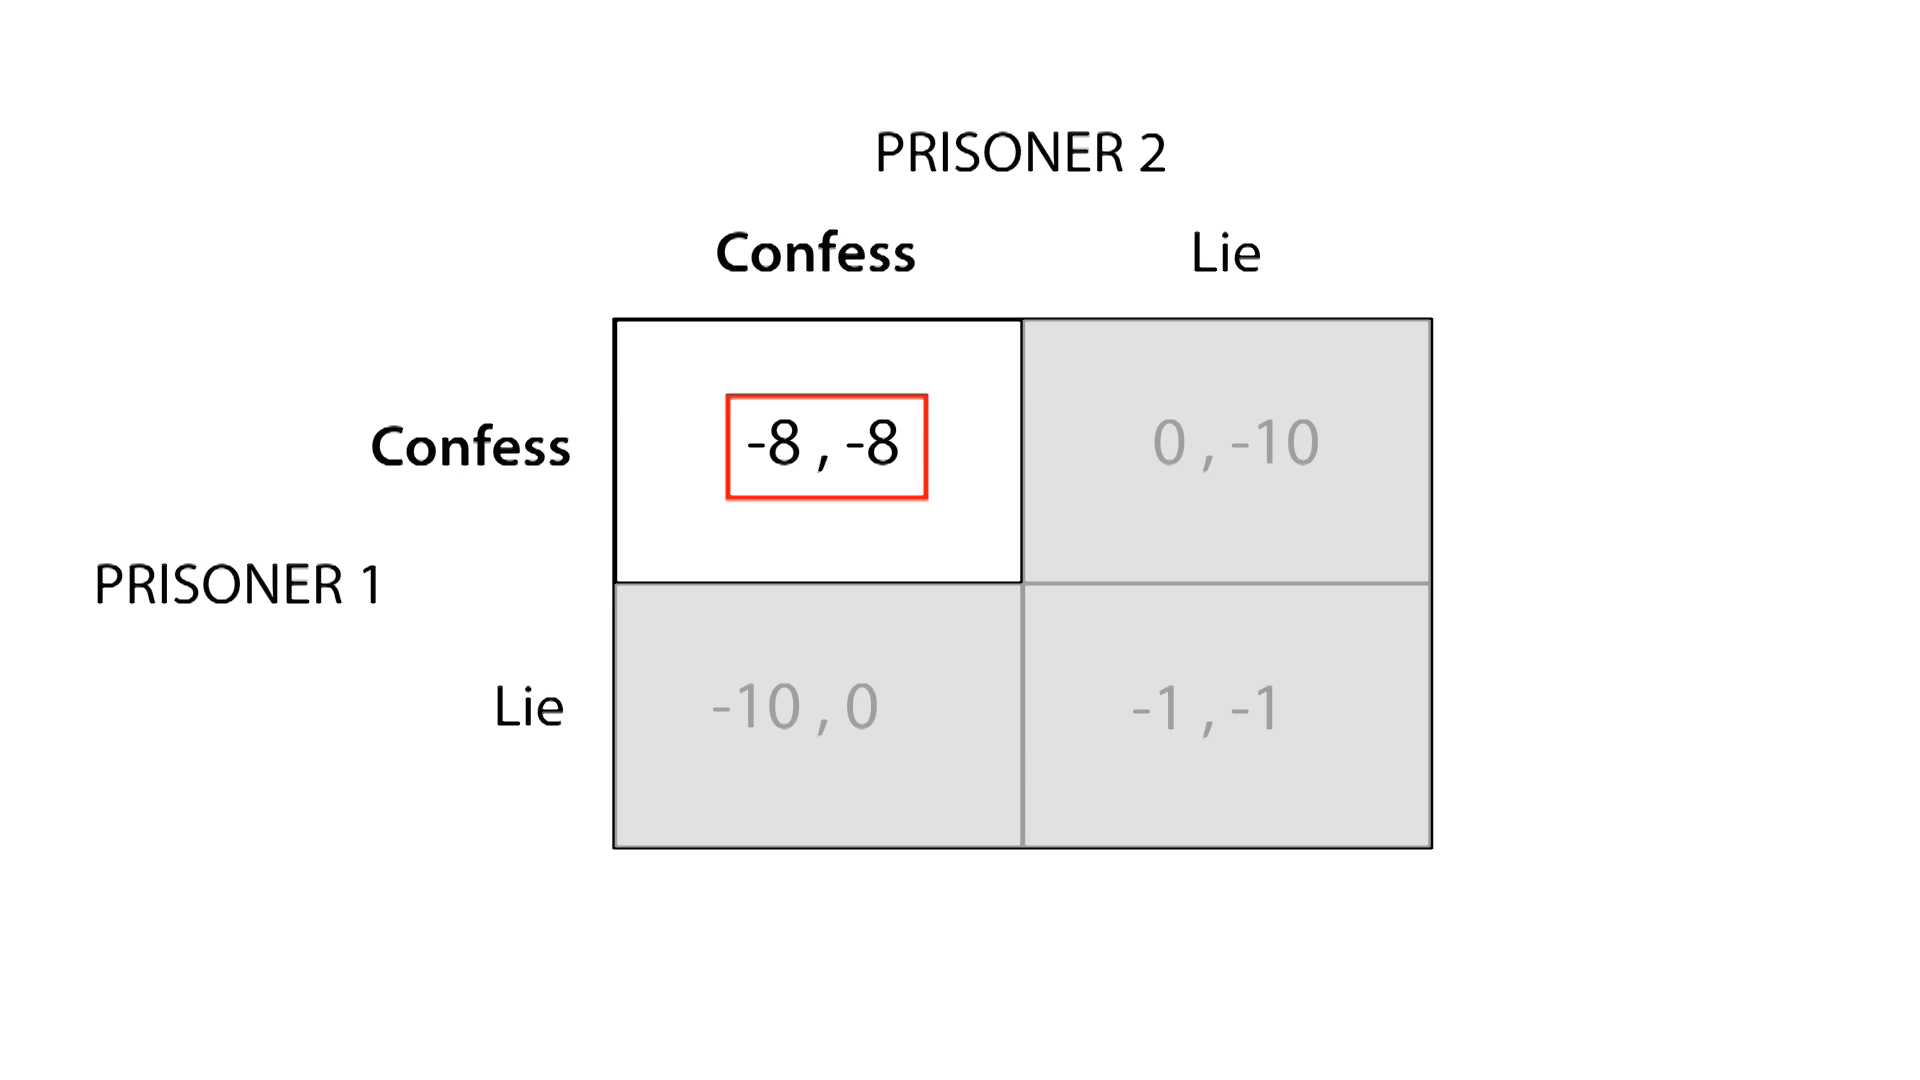 PRISONER 2
Confess Lie
Confess -8 , -8 0 , -10
PRISONER 1
Lie -10 , 0 -1 , -1